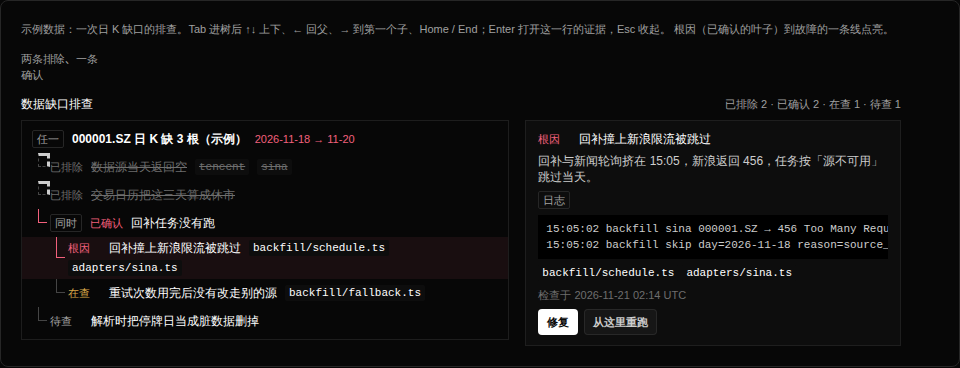 示例数据：一次日 K 缺口的排查。Tab 进树后 ↑↓ 上下、← 回父、→ 到第一个子、Home / End；Enter 打开这一行的证据，Esc 收起。 根因（已确认的叶子）到故障的一条线点亮。
两条排除、一条
确认
数据缺口排查
已排除 2 · 已确认 2 · 在查 1 · 待查 1
任一 000001.SZ 日 K 缺 3 根（示例） 2026-11-18 → 11-20
已排除 数据源当天返回空 tencent sina
已排除 交易日历把这三天算成休市
同时 已确认 回补任务没有跑
根因 回补撞上新浪限流被跳过 backfill/schedule.ts
adapters/sina.ts
在查 重试次数用完后没有改走别的源 backfill/fallback.ts
待查 解析时把停牌日当成脏数据删掉
根因 回补撞上新浪限流被跳过
回补与新闻轮询挤在 15:05，新浪返回 456，任务按「源不可用」
跳过当天。
日志
15:05:02 backfill sina 000001.SZ → 456 Too Many Requ
15:05:02 backfill skip day=2026-11-18 reason=source_
backfill/schedule.ts adapters/sina.ts
检查于 2026-11-21 02:14 UTC
修复 从这里重跑